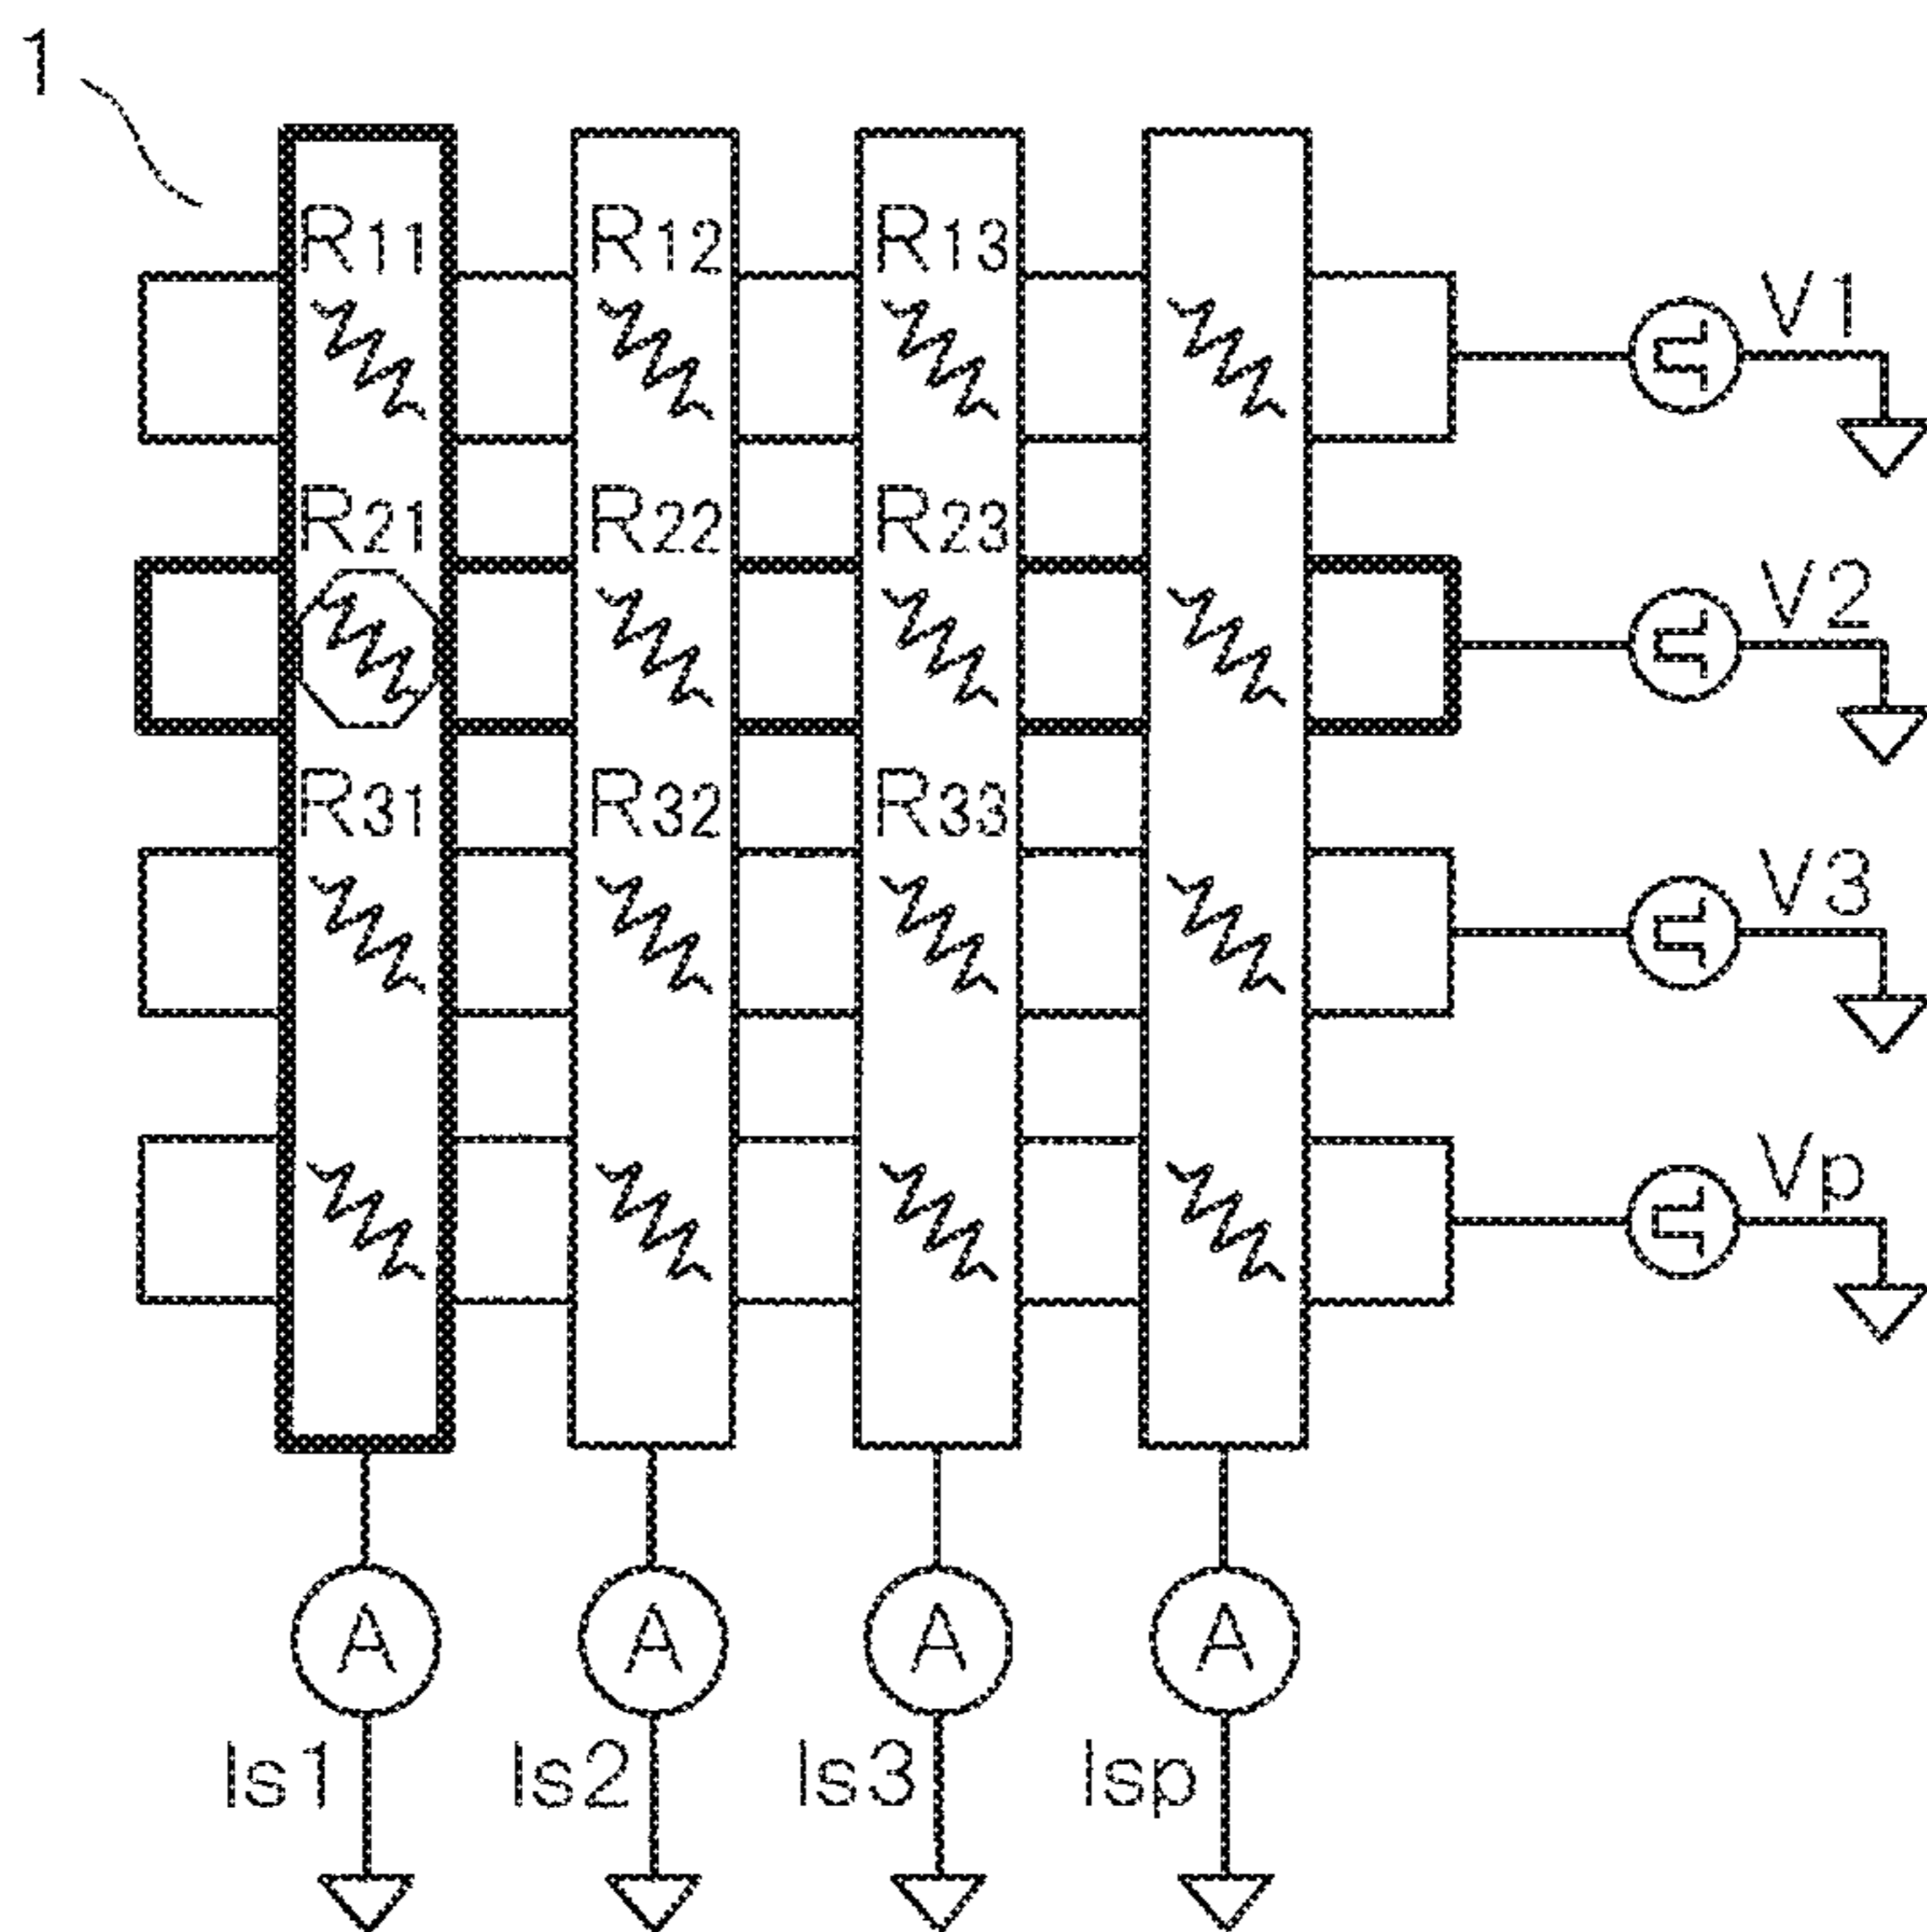 1
R11 R12 R13
V1
R21 R22 R23
V2
R31 R32 R33
V3
Vp
A A A A
Is1 Is2 Is3 Isp